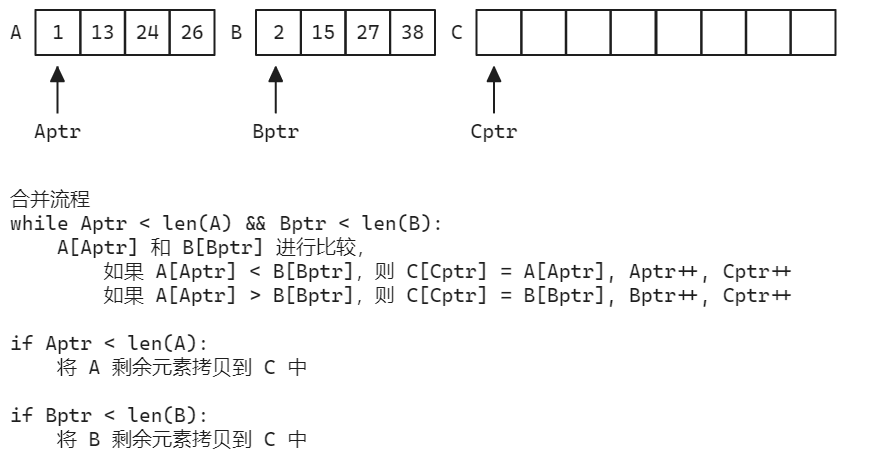 A 1 13 24 26 B 2 15 27 38 C
Aptr Bptr Cptr
合并流程
while Aptr < len(A) && Bptr < len(B):
A[Aptr] 和 B[Bptr] 进行比较,
如果 A[Aptr] < B[Bptr], 则 C[Cptr] = A[Aptr], Aptr++, Cptr++
如果 A[Aptr] > B[Bptr], 则 C[Cptr] = B[Bptr], Bptr++, Cptr++
if Aptr < len(A):
将 A 剩余元素拷贝到 C 中
if Bptr < len(B):
将 B 剩余元素拷贝到 C 中